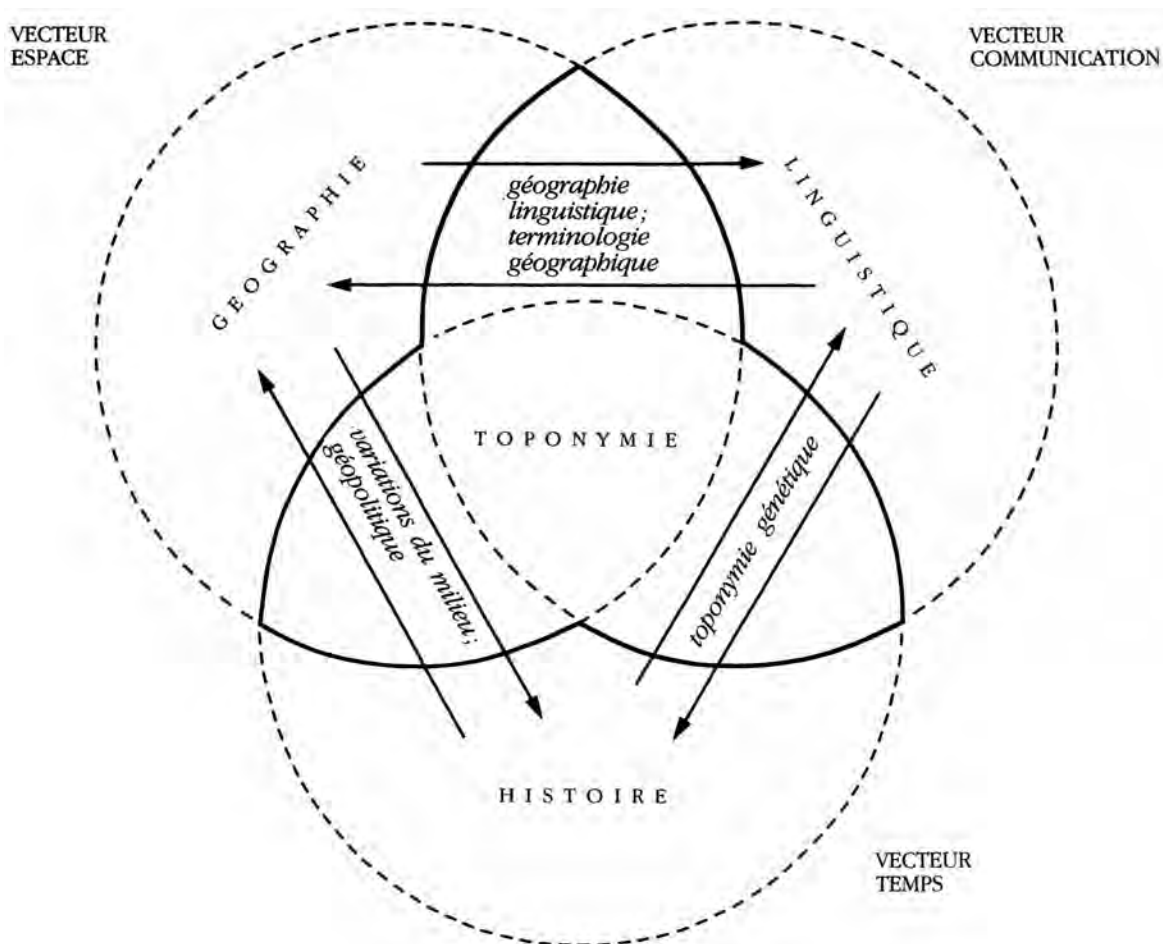 VECTEUR
ESPACE
VECTEUR
COMMUNICATION
GÉOGRAPHIE
LINGUISTIQUE
géographie
linguistique;
terminologie
géographique
TOPONYMIE
variations du milieu;
géopolitique
toponymie génétique
HISTOIRE
VECTEUR
TEMPS